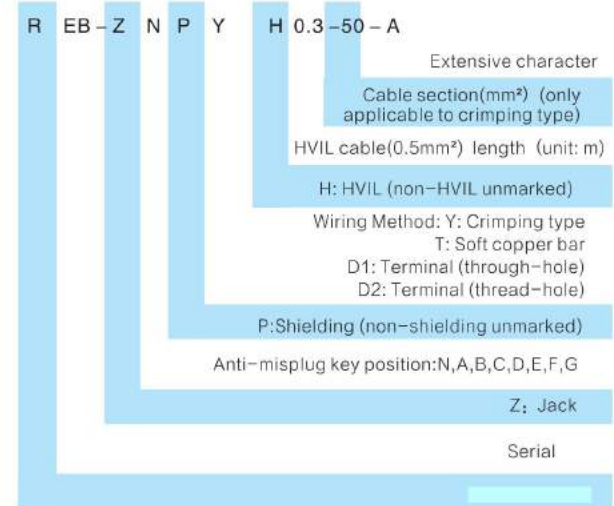 R EB-Z N P Y H 0.3-50-A
Extensive character
Cable section(mm²) (only
applicable to crimping type)
HVIL cable(0.5mm²) length (unit: m)
H: HVIL (non-HVIL unmarked)
Wiring Method: Y: Crimping type
T: Soft copper bar
D1: Terminal (through-hole)
D2: Terminal (thread-hole)
P:Shielding (non-shielding unmarked)
Anti-misplug key position:N,A,B,C,D,E,F,G
Z: Jack
Serial